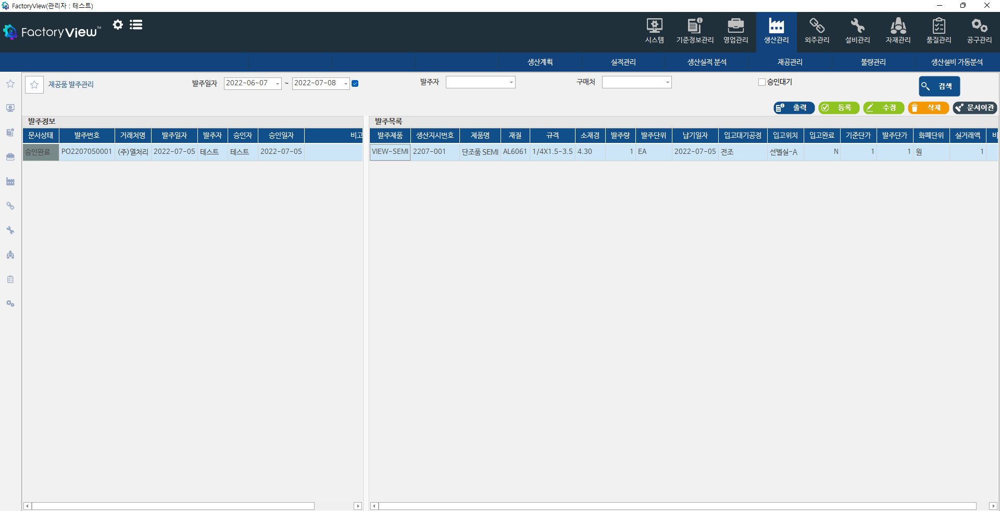 FactoryView(관리자 : 테스트)
FactoryView™
시스템 기준정보관리 영업관리 생산관리 외주관리 설비관리 자재관리 품질관리 공구관리
생산계획 실적관리 생산실적 분석 재공관리 불량관리 생산설비 가동분석
재공품 발주관리 발주일자 2022-06-07 ~ 2022-07-08 발주자 구매처 승인대기 검색
출력 등록 수정 삭제 문서이관
발주정보
문서상태 발주번호 거래처명 발주일자 발주자 승인자 승인일자 비고
승인완료 PO2207050001 (주)열처리 2022-07-05 테스트 테스트 2022-07-05
발주목록
발주제품 생산지시번호 제품명 재질 규격 소재경 발주량 발주단위 납기일자 입고대기공정 입고위치 입고완료 기준단가 발주단가 화폐단위 실거래액 비
VIEW-SEMI 2207-001 단조품 SEMI AL6061 1/4X1.5-3.5 4.30 1 EA 2022-07-05 전조 선별실-A N 1 1 원 1